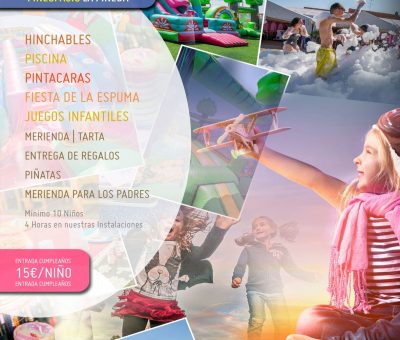 HINCHABLES
PISCINA
PINTACARAS
FIESTA DE LA ESPUMA
JUEGOS INFANTILES
MERIENDA | TARTA
ENTREGA DE REGALOS
PIÑATAS
MERIENDA PARA LOS PADRES
Mínimo 10 Niños
4 Horas en nuestras Instalaciones
ENTRADA CUMPLEAÑOS
15€/NIÑO
ENTRADA CUMPLEAÑOS